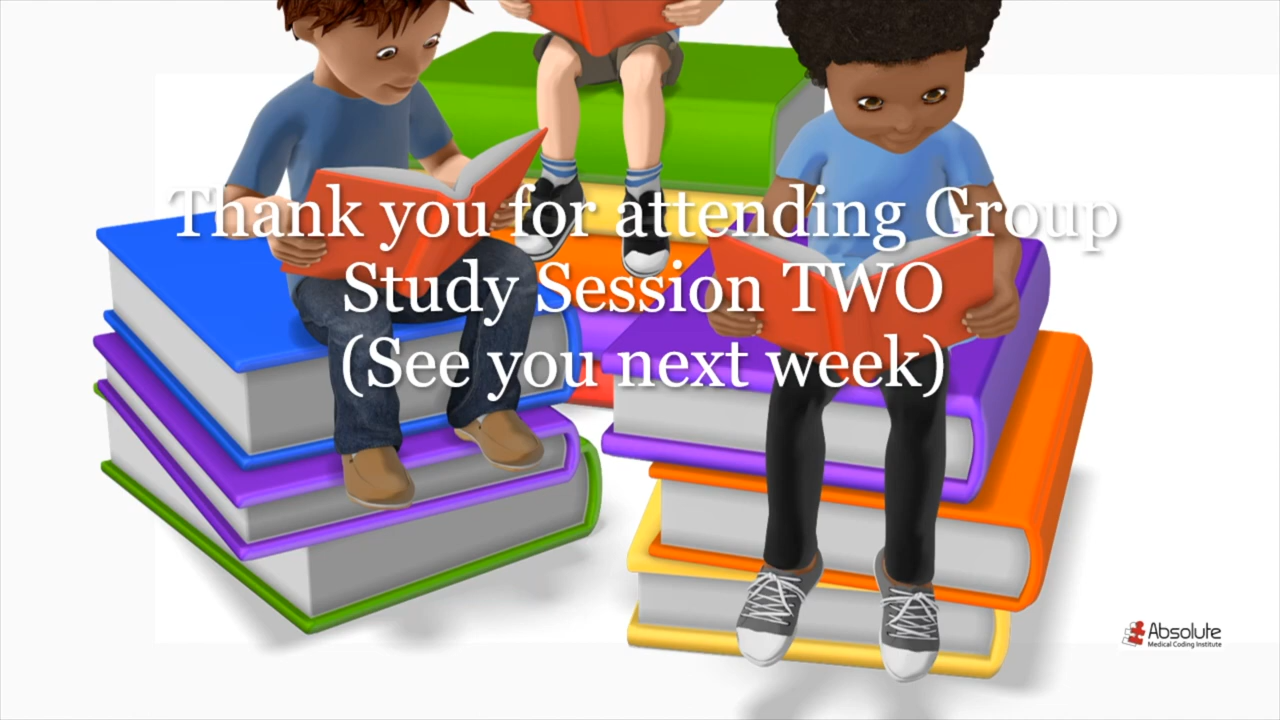 Thank you for attending Group
Study Session TWO
(See you next week)
Absolute
Medical Coding Institute